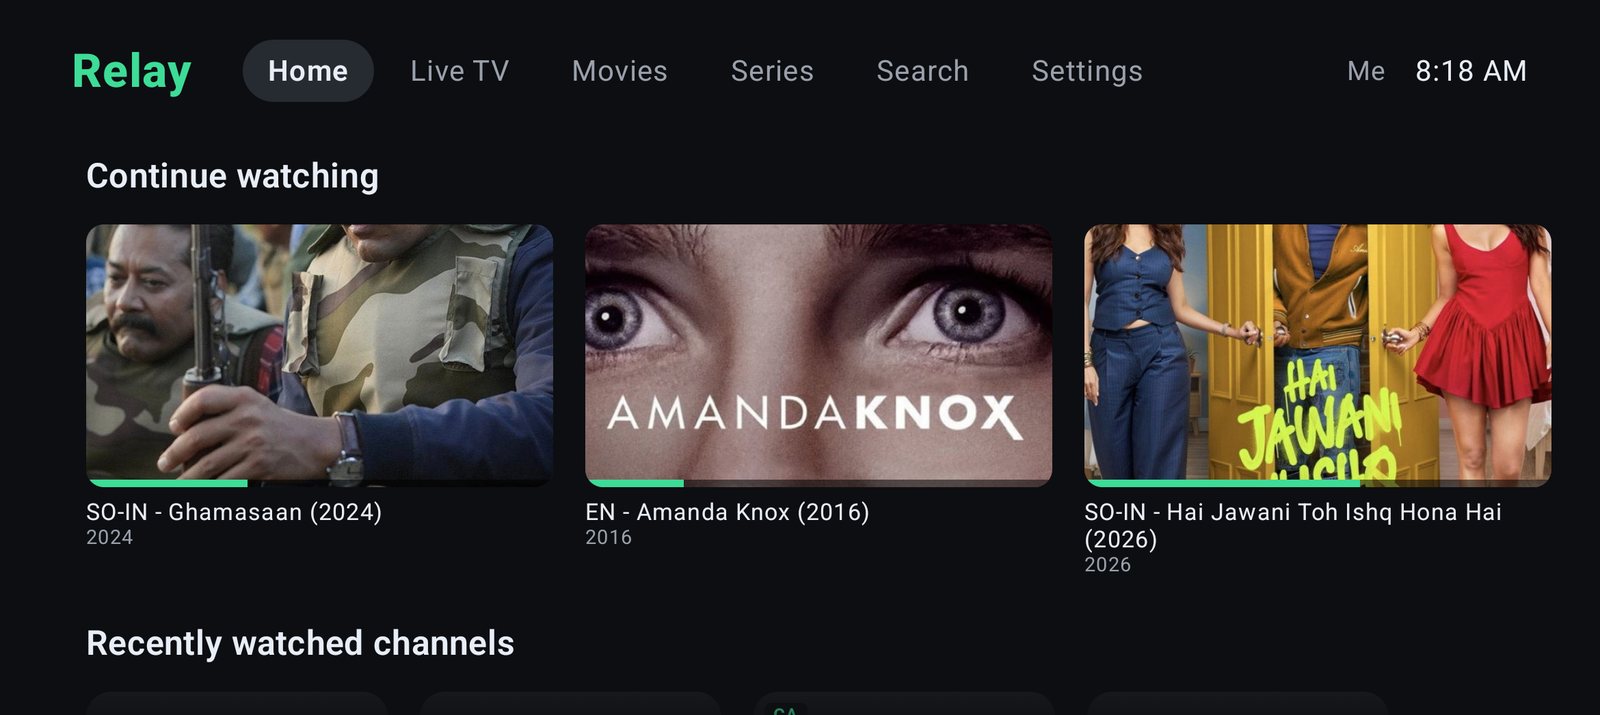 Relay
Home
Live TV
Movies
Series
Search
Settings
Me
8:18 AM
Continue watching
AMANDAKNOX
HAI
JAWANI
SO-IN - Ghamasaan (2024)
2024
EN - Amanda Knox (2016)
2016
SO-IN - Hai Jawani Toh Ishq Hona Hai
(2026)
2026
Recently watched channels